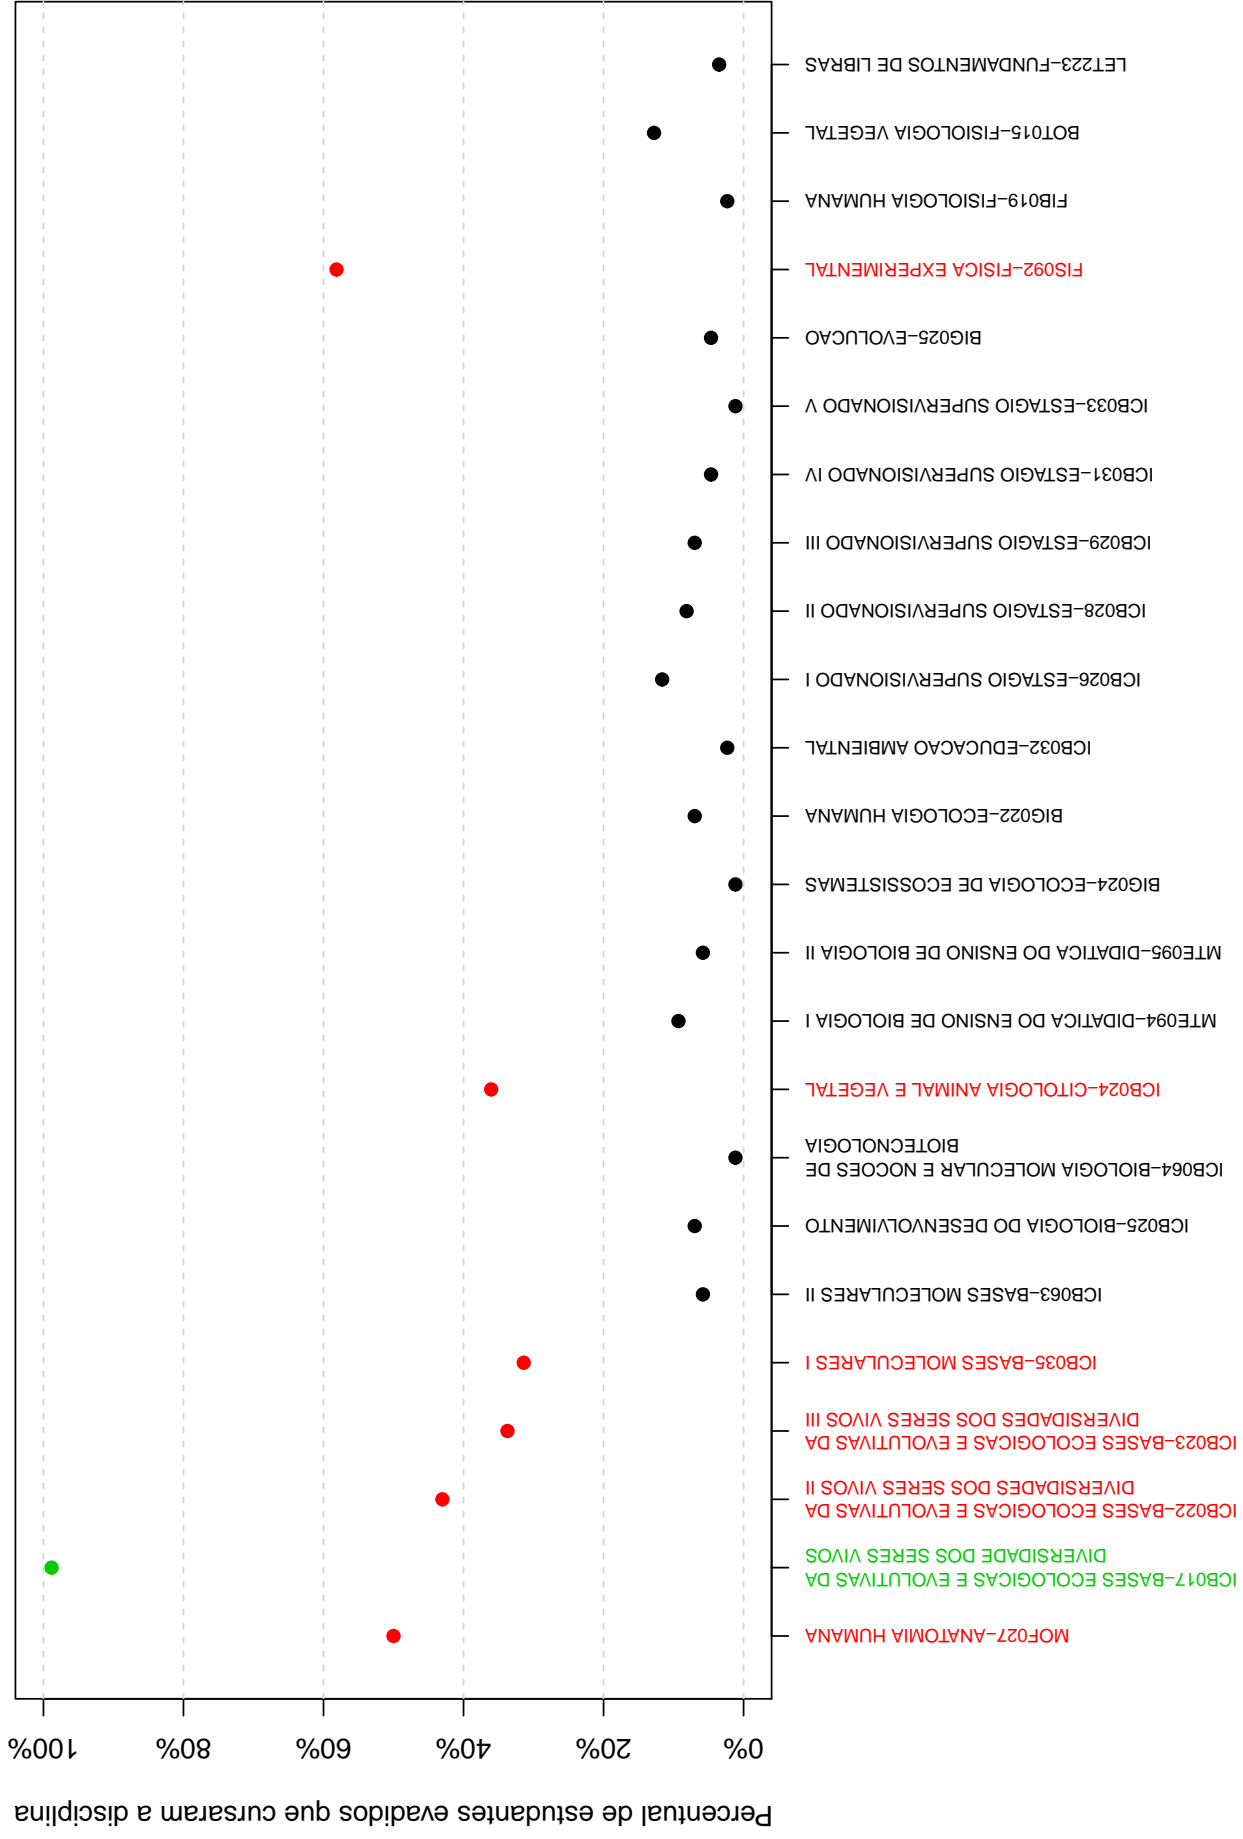 Percentual de estudantes evadidos que cursaram a disciplina
0%
20%
40%
60%
80%
100%
MOF027−ANATOMIA HUMANA
ICB017−BASES ECOLOGICAS E EVOLUTIVAS DA
DIVERSIDADE DOS SERES VIVOS
ICB022−BASES ECOLOGICAS E EVOLUTIVAS DA
DIVERSIDADES DOS SERES VIVOS II
ICB023−BASES ECOLOGICAS E EVOLUTIVAS DA
DIVERSIDADES DOS SERES VIVOS III
ICB035−BASES MOLECULARES I
ICB063−BASES MOLECULARES II
ICB025−BIOLOGIA DO DESENVOLVIMENTO
ICB064−BIOLOGIA MOLECULAR E NOCOES DE
BIOTECNOLOGIA
ICB024−CITOLOGIA ANIMAL E VEGETAL
MTE094−DIDATICA DO ENSINO DE BIOLOGIA I
MTE095−DIDATICA DO ENSINO DE BIOLOGIA II
BIG024−ECOLOGIA DE ECOSSISTEMAS
BIG022−ECOLOGIA HUMANA
ICB032−EDUCACAO AMBIENTAL
ICB026−ESTAGIO SUPERVISIONADO I
ICB028−ESTAGIO SUPERVISIONADO II
ICB029−ESTAGIO SUPERVISIONADO III
ICB031−ESTAGIO SUPERVISIONADO IV
ICB033−ESTAGIO SUPERVISIONADO V
BIG025−EVOLUCAO
FIS092−FISICA EXPERIMENTAL
FIB019−FISIOLOGIA HUMANA
BOT015−FISIOLOGIA VEGETAL
LET223−FUNDAMENTOS DE LIBRAS